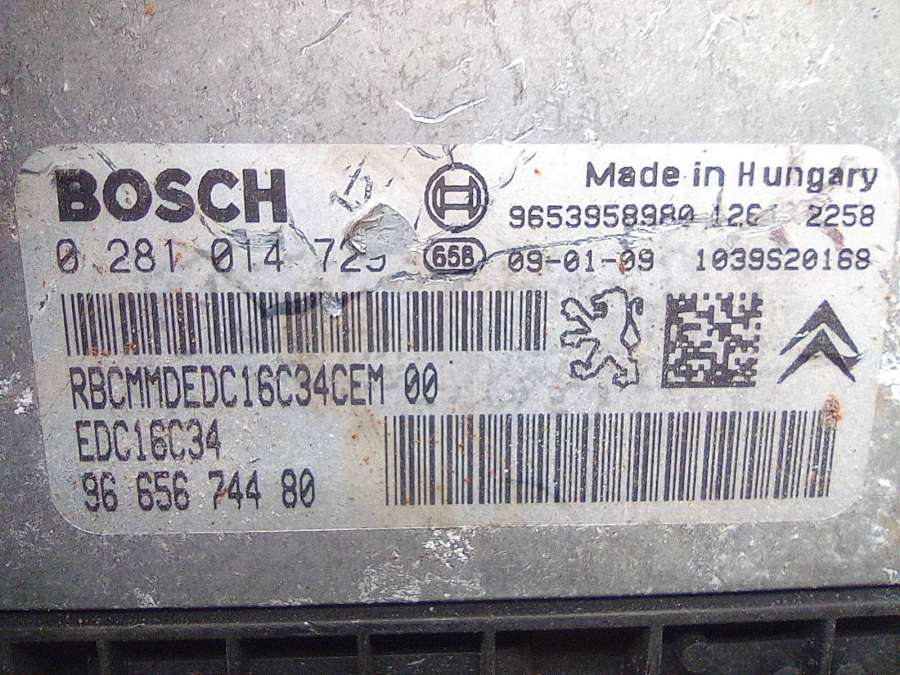 BOSCH
0 281 014
658
Made in Hungary
9653958980 2258
09-01-09 1039S20168
RBCMMDEDC16C34CEM 00
EDC16C34
96 656 744 80